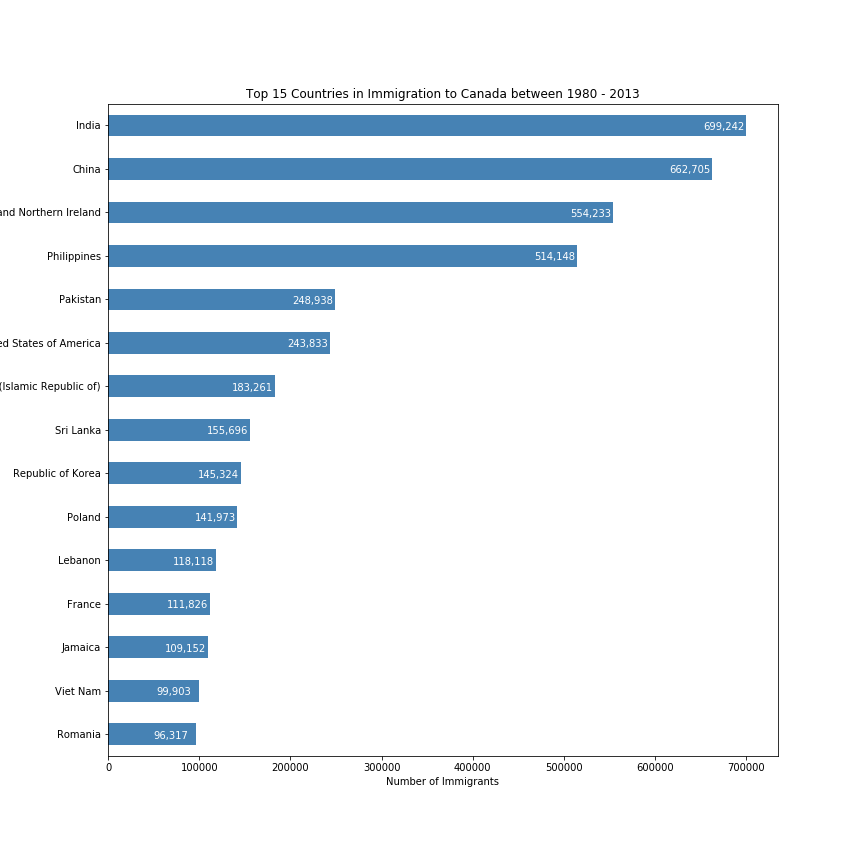 Top 15 Countries in Immigration to Canada between 1980 - 2013
India 699,242
China 662,705
and Northern Ireland 554,233
Philippines 514,148
Pakistan 248,938
ed States of America 243,833
(Islamic Republic of) 183,261
Sri Lanka 155,696
Republic of Korea 145,324
Poland 141,973
Lebanon 118,118
France 111,826
Jamaica 109,152
Viet Nam 99,903
Romania 96,317
0 100000 200000 300000 400000 500000 600000 700000
Number of Immigrants